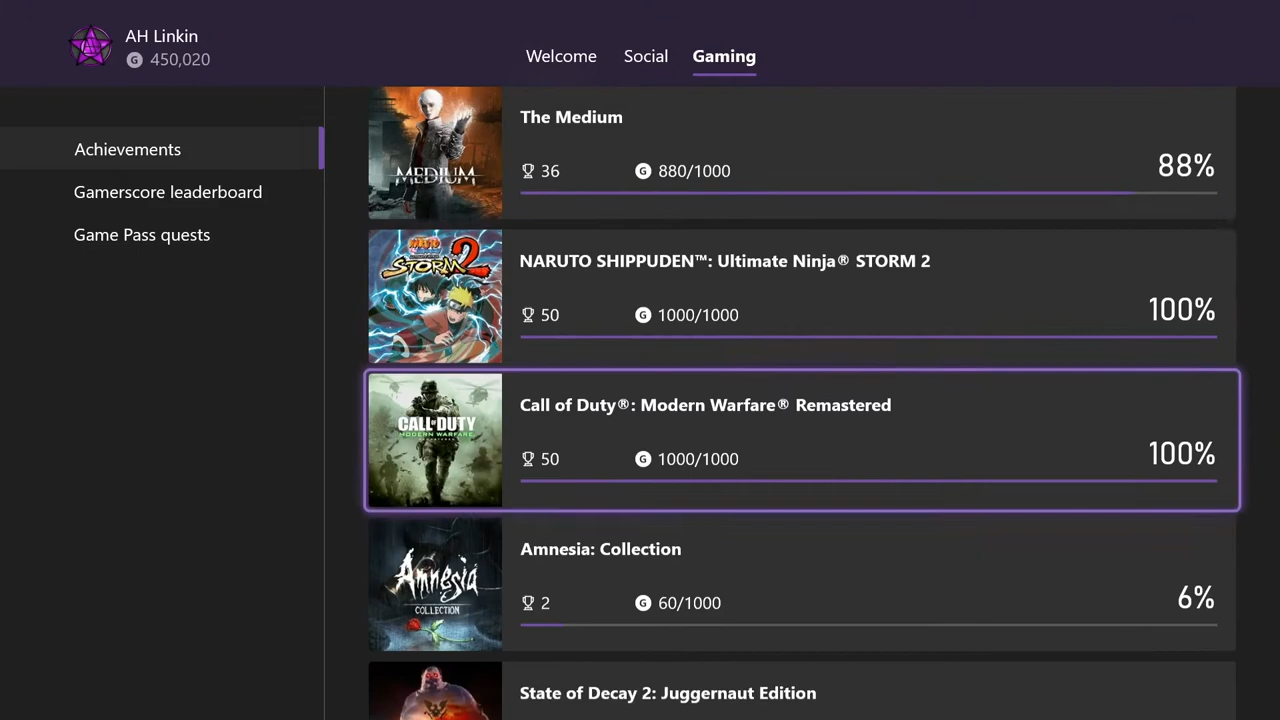 AH Linkin
G 450,020
Welcome
Social
Gaming
Achievements
Gamerscore leaderboard
Game Pass quests
MEDIUM
The Medium
36
G 880/1000
88%
NARUTO
STORM 2
NARUTO SHIPPUDEN™: Ultimate Ninja® STORM 2
50
G 1000/1000
100%
CALL OF DUTY
MODERN WARFARE
REMASTERED
Call of Duty®: Modern Warfare® Remastered
50
G 1000/1000
100%
Amnesia
COLLECTION
Amnesia: Collection
2
G 60/1000
6%
State of Decay 2: Juggernaut Edition